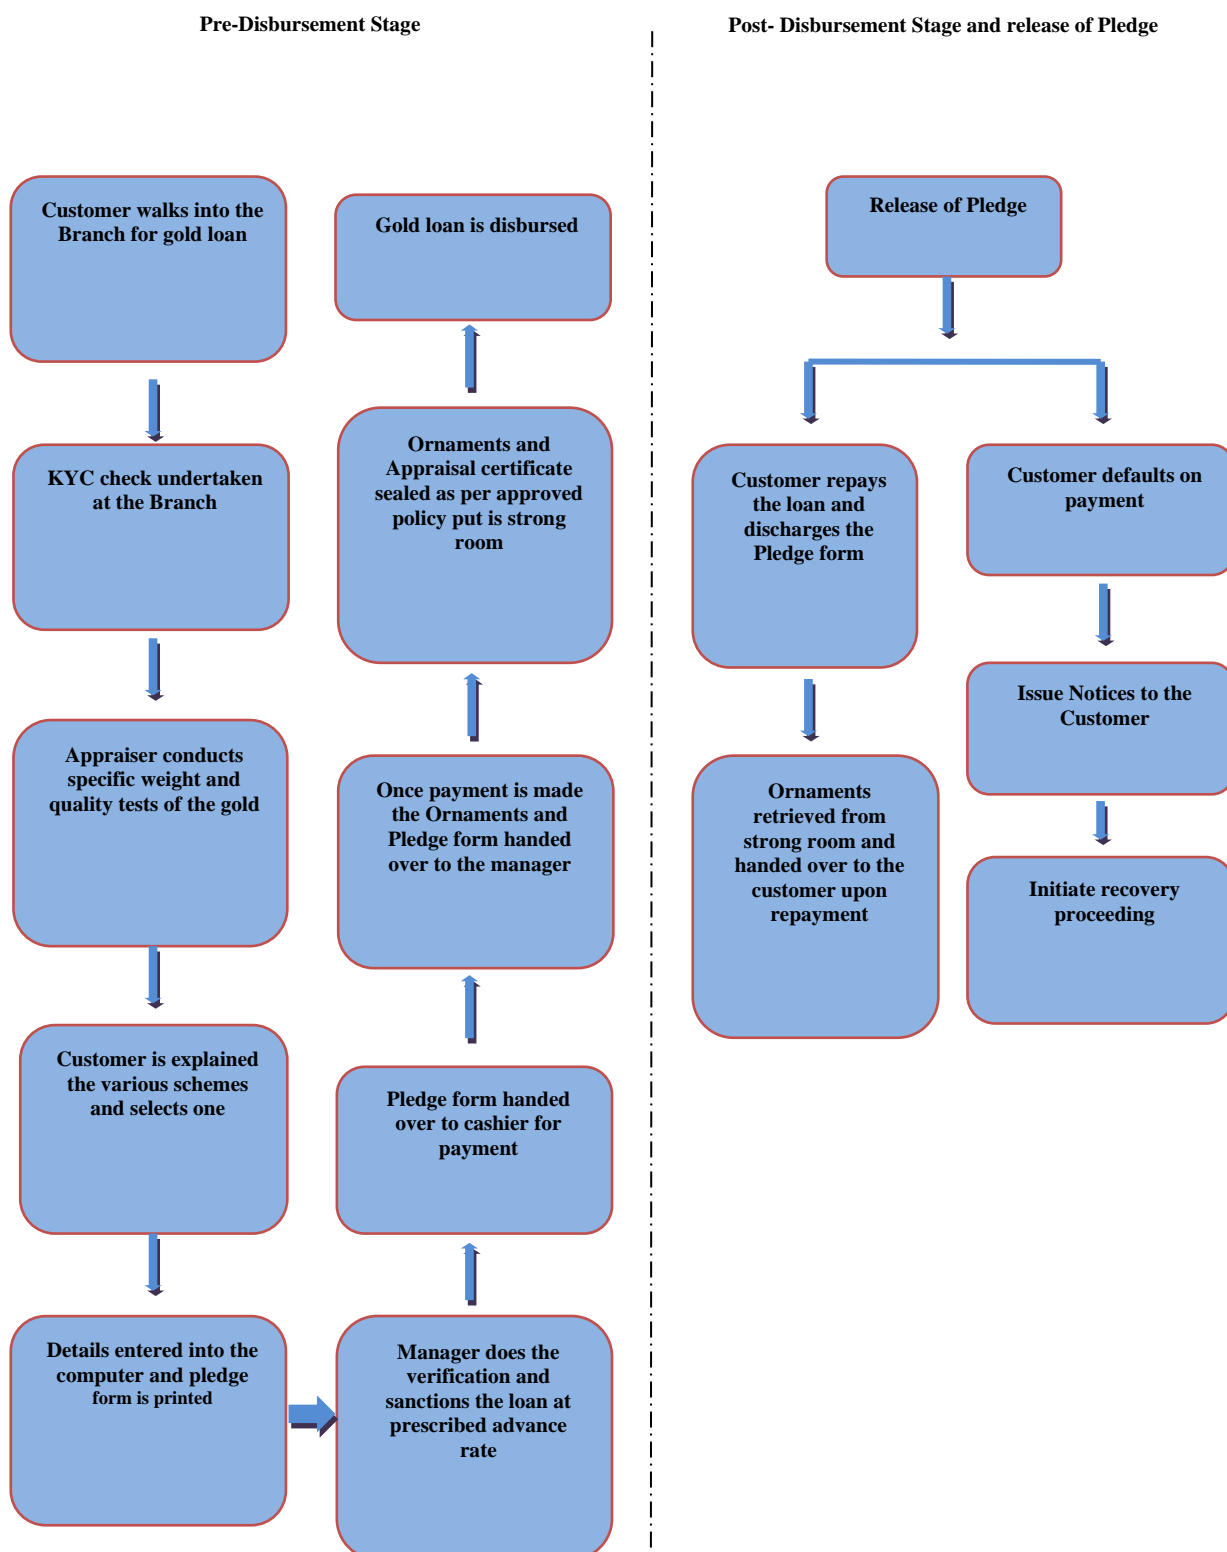 Pre-Disbursement Stage
Post- Disbursement Stage and release of Pledge
Customer walks into the
Branch for gold loan
KYC check undertaken
at the Branch
Appraiser conducts
specific weight and
quality tests of the gold
Customer is explained
the various schemes
and selects one
Details entered into the
computer and pledge
form is printed
Manager does the
verification and
sanctions the loan at
prescribed advance
rate
Pledge form handed
over to cashier for
payment
Once payment is made
the Ornaments and
Pledge form handed
over to the manager
Ornaments and
Appraisal certificate
sealed as per approved
policy put is strong
room
Gold loan is disbursed
Release of Pledge
Customer repays
the loan and
discharges the
Pledge form
Ornaments
retrieved from
strong room and
handed over to the
customer upon
repayment
Customer defaults on
payment
Issue Notices to the
Customer
Initiate recovery
proceeding